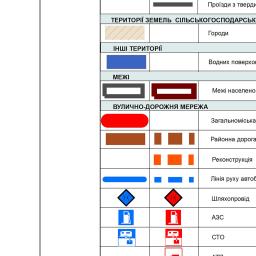 Проїзди з тверди
ТЕРИТОРІЇ ЗЕМЕЛЬ СІЛЬСЬКОГОСПОДАРСЬК
Городи
ІНШІ ТЕРИТОРІЇ
Водних поверхо
МЕЖІ
Межі населено
ВУЛИЧНО-ДОРОЖНЯ МЕРЕЖА
Загальноміська
Районна дорога
Реконструкція
Лінія руху автоб
Шляхопровід
АЗС
СТО